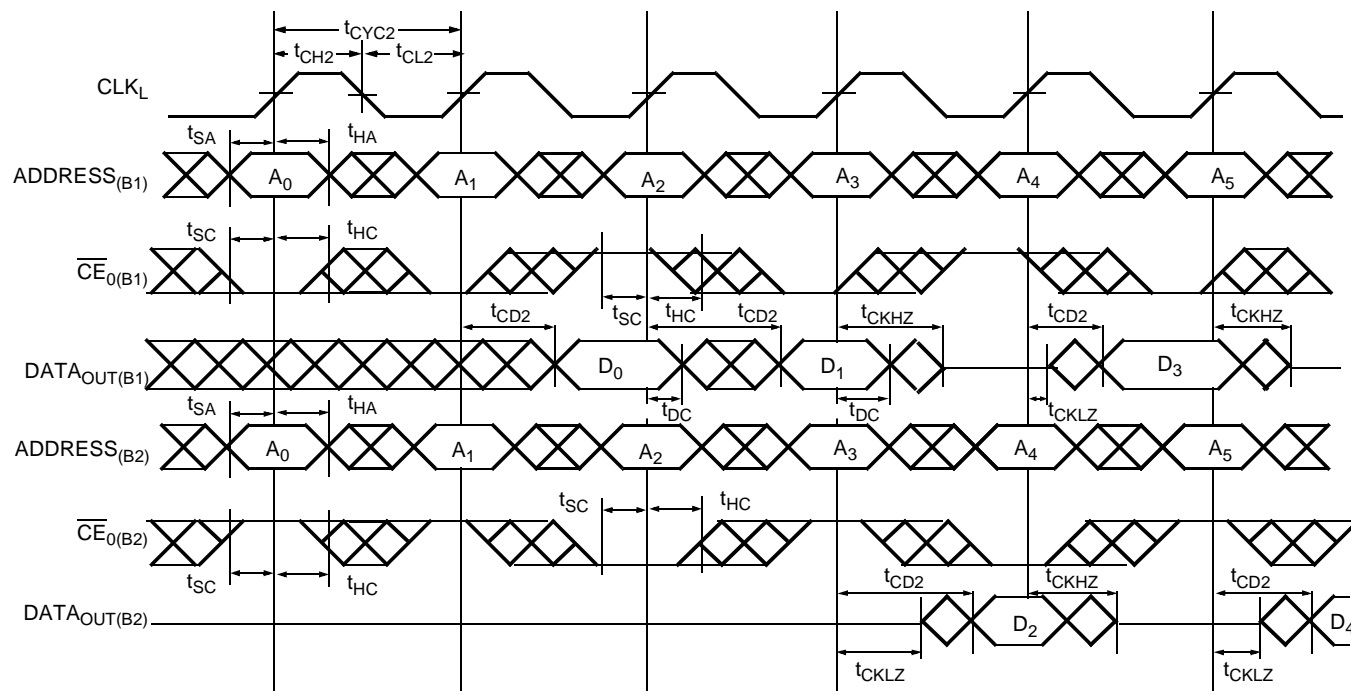 tCYC2
tCH2 tCL2
CLKL
tSA tHA
ADDRESS(B1) A0 A1 A2 A3 A4 A5
tSC tHC
CE0(B1)
tSC tHC
tCD2 tCD2 tCKHZ tCD2 tCKHZ
DATAOUT(B1) D0 D1 D3
tSA tHA tDC tDC tCKLZ
ADDRESS(B2) A0 A1 A2 A3 A4 A5
tSC tHC
CE0(B2)
tSC tHC tCD2 tCKHZ tCD2
DATAOUT(B2) D2 D4
tCKLZ tCKLZ